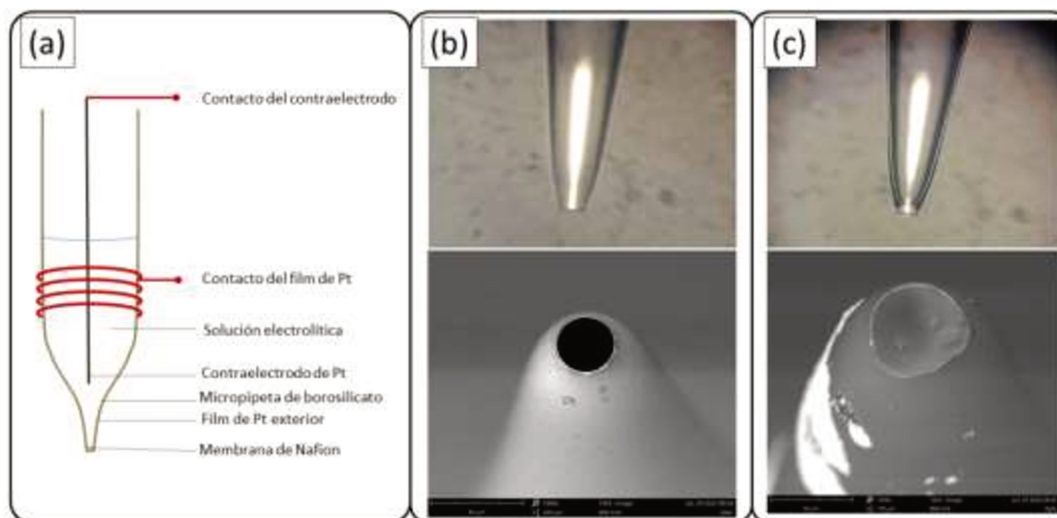 (a)
Contacto del contraelectrodo
Contacto del film de Pt
Solución electrolítica
Contraelectrodo de Pt
Micropipeta de borosilicato
Film de Pt exterior
Membrana de Nafion
(b)
(c)